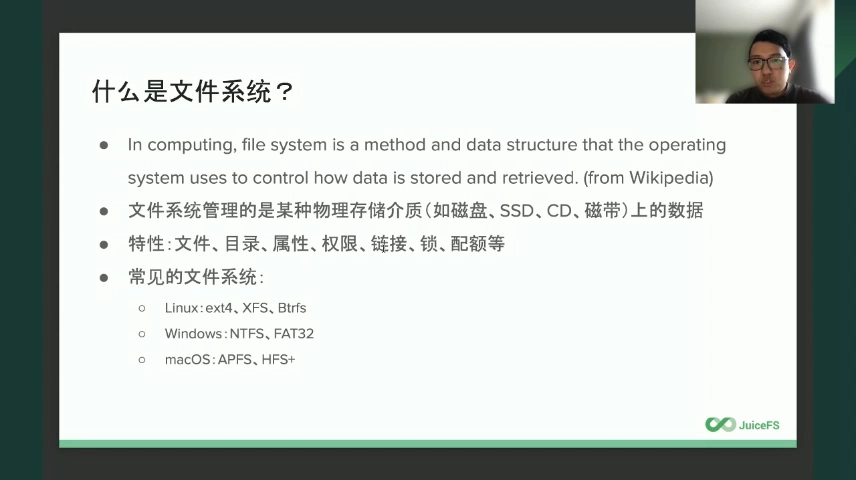 什么是文件系统？
In computing, file system is a method and data structure that the operating
system uses to control how data is stored and retrieved. (from Wikipedia)
文件系统管理的是某种物理存储介质（如磁盘、SSD、CD、磁带）上的数据
特性：文件、目录、属性、权限、链接、锁、配额等
常见的文件系统：
Linux：ext4、XFS、Btrfs
Windows：NTFS、FAT32
macOS：APFS、HFS+
JuiceFS